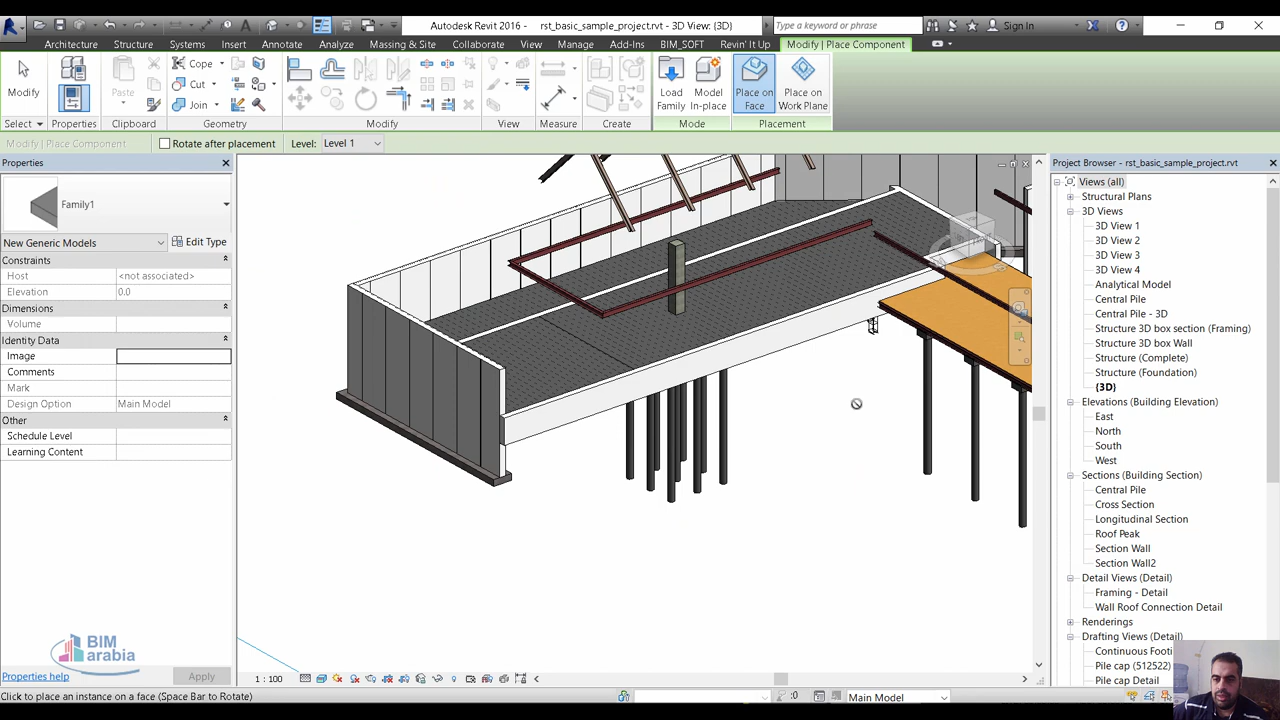 Autodesk Revit 2016 - rst_basic_sample_project.rvt - 3D View: {3D}
Type a keyword or phrase
Sign In
Architecture Structure Systems Insert Annotate Analyze Massing & Site Collaborate View Manage Add-Ins BIM_SOFT Revin' It Up Modify | Place Component
Modify
Paste
Cope
Cut
Join
Load Family
Model In-place
Place on Face
Place on Work Plane
Select Properties Clipboard Geometry Modify View Measure Create Mode Placement
Modify | Place Component
Rotate after placement
Level: Level 1
Properties
Family1
New Generic Models
Edit Type
Constraints
Host <not associated>
Elevation 0.0
Dimensions
Volume
Identity Data
Image
Comments
Mark
Design Option Main Model
Other
Schedule Level
Learning Content
BIM
arabia
Properties help
Apply
Project Browser - rst_basic_sample_project.rvt
Views (all)
Structural Plans
3D Views
3D View 1
3D View 2
3D View 3
3D View 4
Analytical Model
Central Pile
Central Pile - 3D
Structure 3D box section (Framing)
Structure 3D box Wall
Structure (Complete)
Structure (Foundation)
{3D}
Elevations (Building Elevation)
East
North
South
West
Sections (Building Section)
Central Pile
Cross Section
Longitudinal Section
Roof Peak
Section Wall
Section Wall2
Detail Views (Detail)
Framing - Detail
Wall Roof Connection Detail
Renderings
Drafting Views (Detail)
Continuous Footi
Pile cap (512522)
Pile cap Detail
1 : 100
Click to place an instance on a face (Space Bar to Rotate)
:0
Main Model